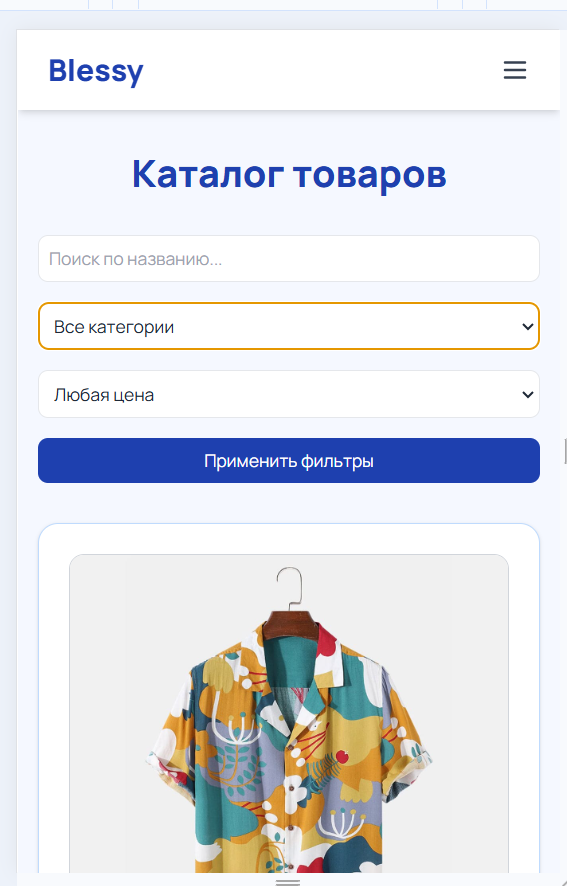 Blessy
Каталог товаров
Поиск по названию...
Все категории
Любая цена
Применить фильтры